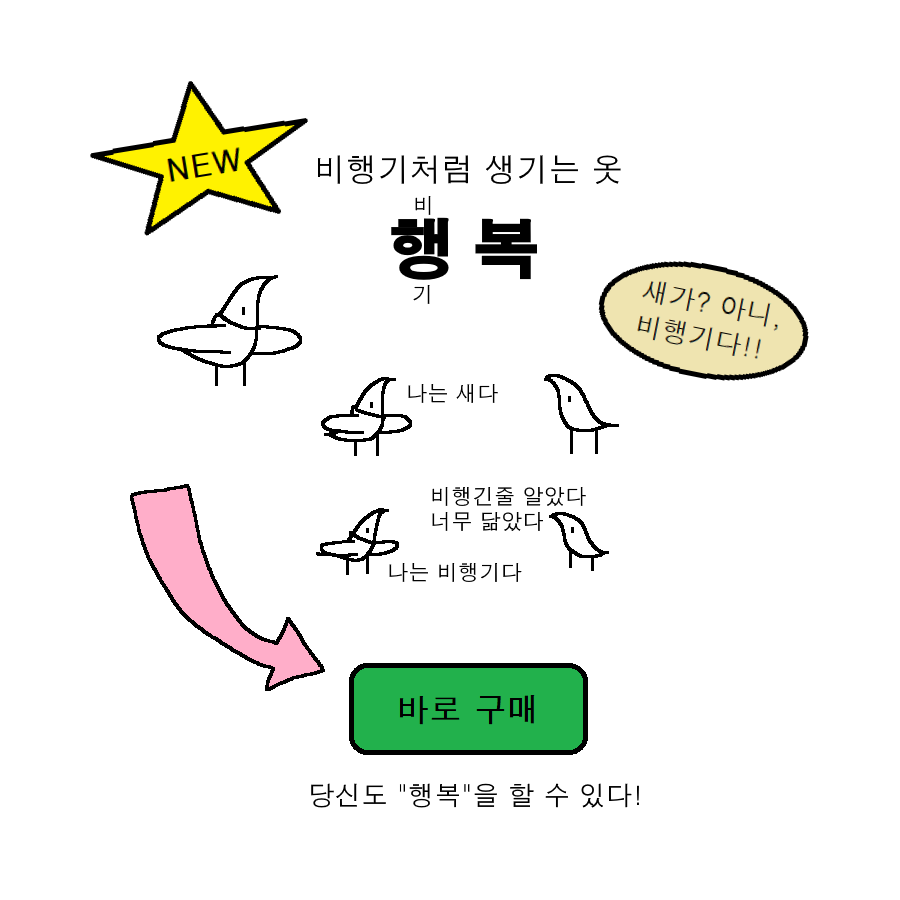 NEW
비행기처럼 생기는 옷
비
행 복
기
새가? 아니,
비행기다!!
나는 새다
비행긴줄 알았다
너무 닮았다
나는 비행기다
바로 구매
당신도 "행복"을 할 수 있다!